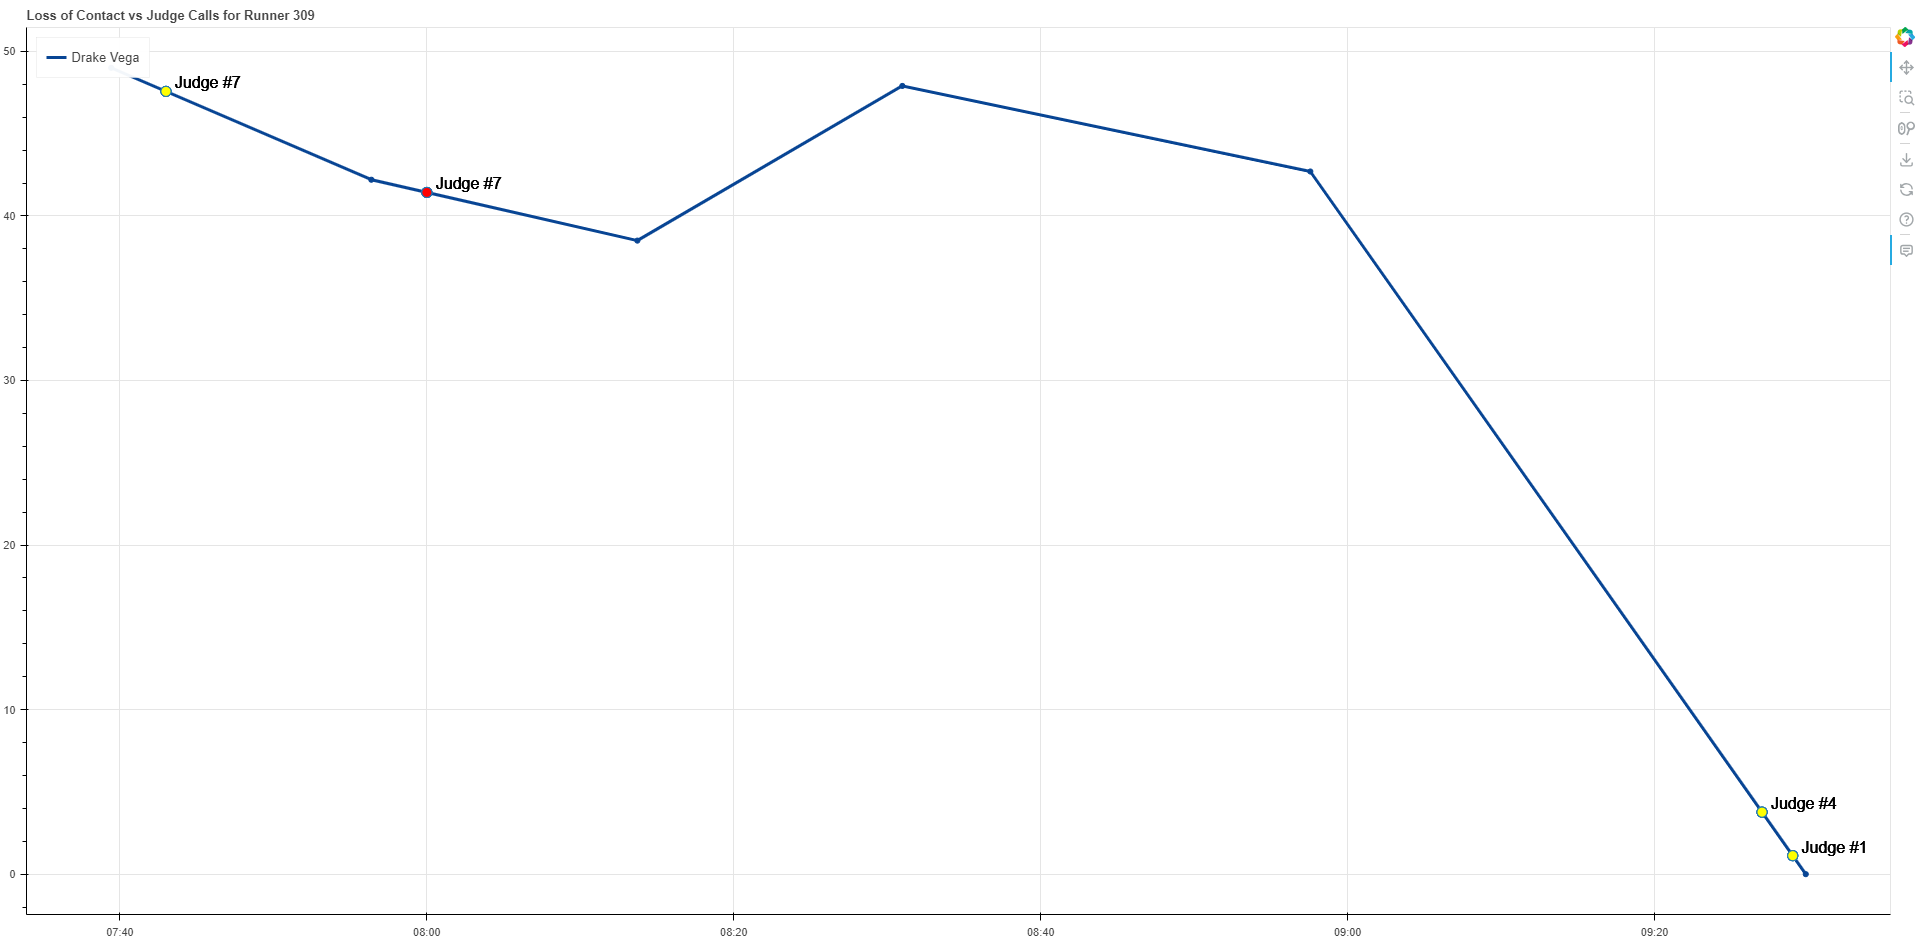 Loss of Contact vs Judge Calls for Runner 309
50
Drake Vega
Judge #7
Judge #7
40
30
20
10
Judge #4
Judge #1
0
07:40
08:00
08:20
08:40
09:00
09:20